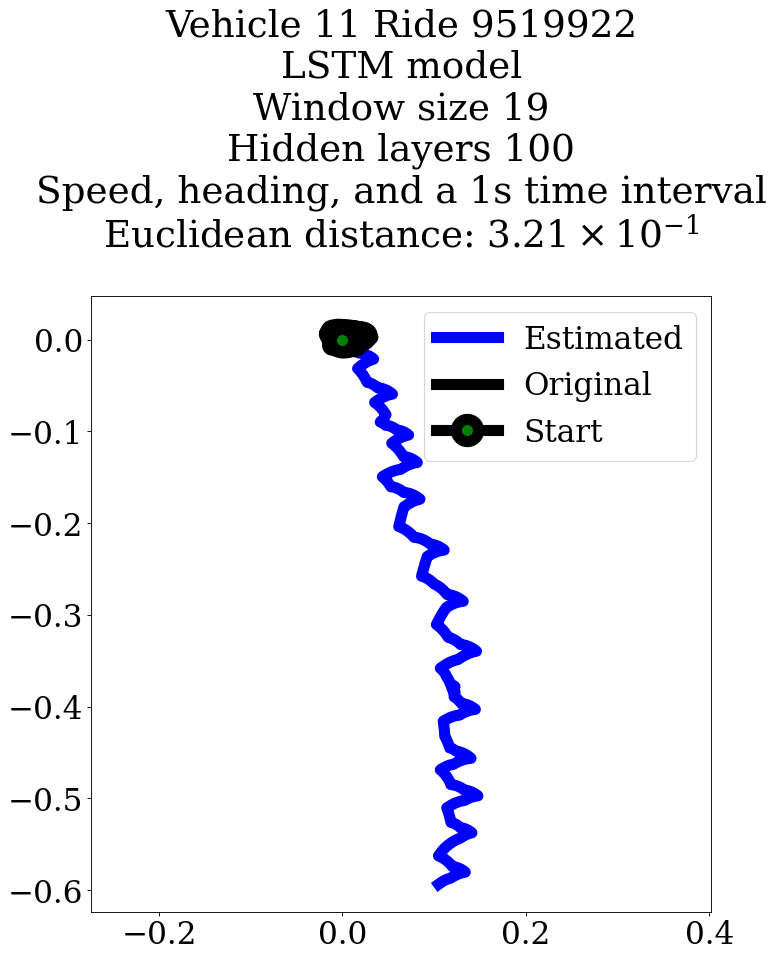 Vehicle 11 Ride 9519922
LSTM model
Window size 19
Hidden layers 100
Speed, heading, and a 1s time interval
Euclidean distance: 3.21 × 10⁻¹
Estimated
Original
Start
0.0
−0.1
−0.2
−0.3
−0.4
−0.5
−0.6
−0.2 0.0 0.2 0.4